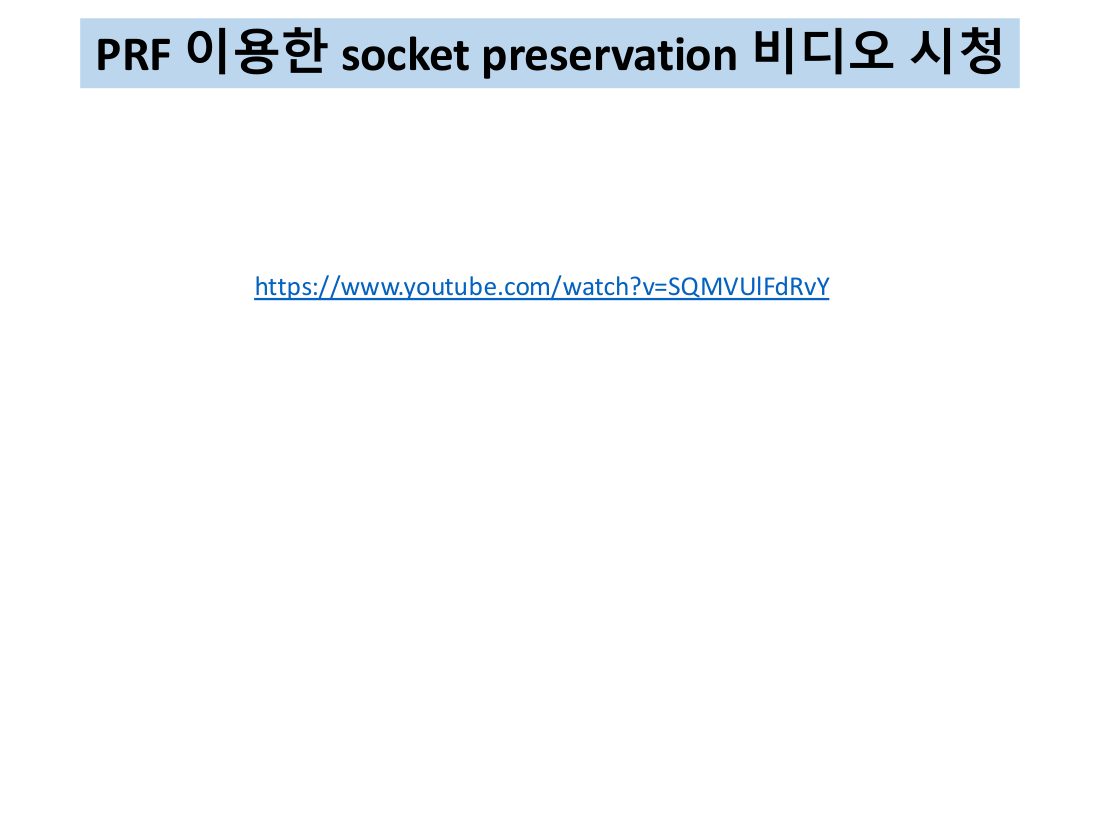 PRF 이용한 socket preservation 비디오 시청
https://www.youtube.com/watch?v=SQMVUlFdRvY